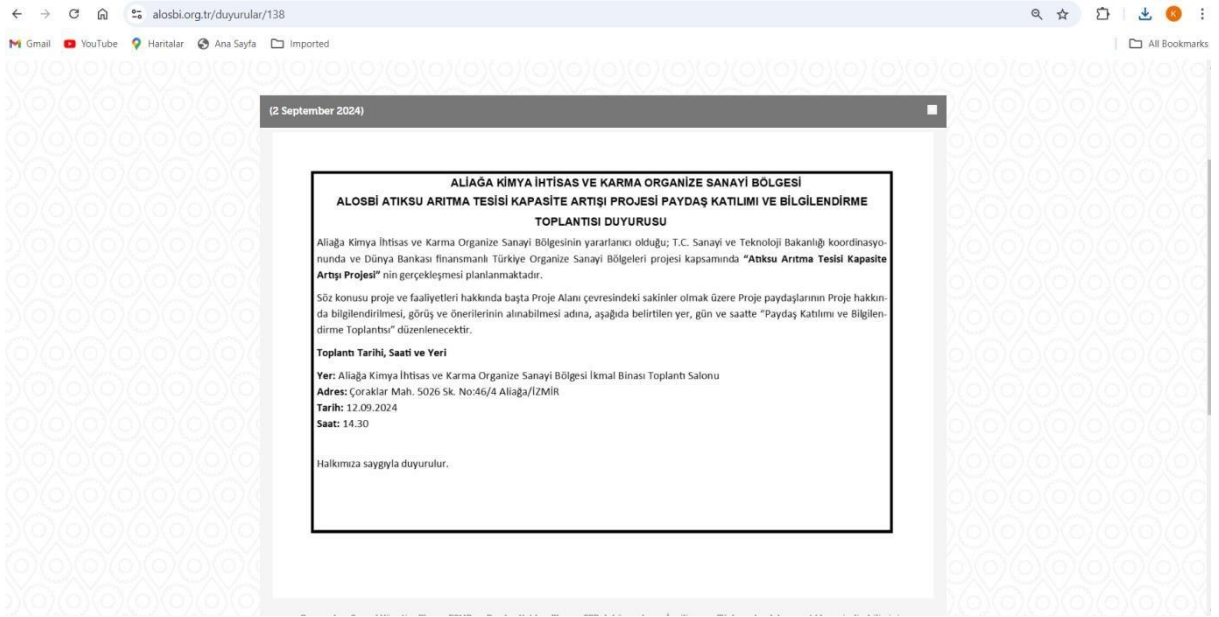 alosbi.org.tr/duyurular/138
Gmail YouTube Haritalar Ana Sayfa Imported All Bookmarks
(2 September 2024)
ALİAĞA KİMYA İHTİSAS VE KARMA ORGANİZE SANAYİ BÖLGESİ
ALOSBİ ATIKSU ARITMA TESİSİ KAPASİTE ARTIŞI PROJESİ PAYDAŞ KATILIMI VE BİLGİLENDİRME
TOPLANTISI DUYURUSU
Aliağa Kimya İhtisas ve Karma Organize Sanayi Bölgesinin yararlanıcı olduğu; T.C. Sanayi ve Teknoloji Bakanlığı koordinasyo-
nunda ve Dünya Bankası finansmanlı Türkiye Organize Sanayi Bölgeleri projesi kapsamında “Atıksu Arıtma Tesisi Kapasite
Artışı Projesi” nin gerçekleşmesi planlanmaktadır.
Söz konusu proje ve faaliyetleri hakkında başta Proje Alanı çevresindeki sakinler olmak üzere Proje paydaşlarının Proje hakkın-
da bilgilendirilmesi, görüş ve önerilerinin alınabilmesi adına, aşağıda belirtilen yer, gün ve saatte “Paydaş Katılımı ve Bilgilen-
dirme Toplantısı” düzenlenecektir.
Toplantı Tarihi, Saati ve Yeri
Yer: Aliağa Kimya İhtisas ve Karma Organize Sanayi Bölgesi İkmal Binası Toplantı Salonu
Adres: Çoraklar Mah. 5026 Sk. No:46/4 Aliağa/İZMİR
Tarih: 12.09.2024
Saat: 14.30
Halkımıza saygıyla duyurulur.